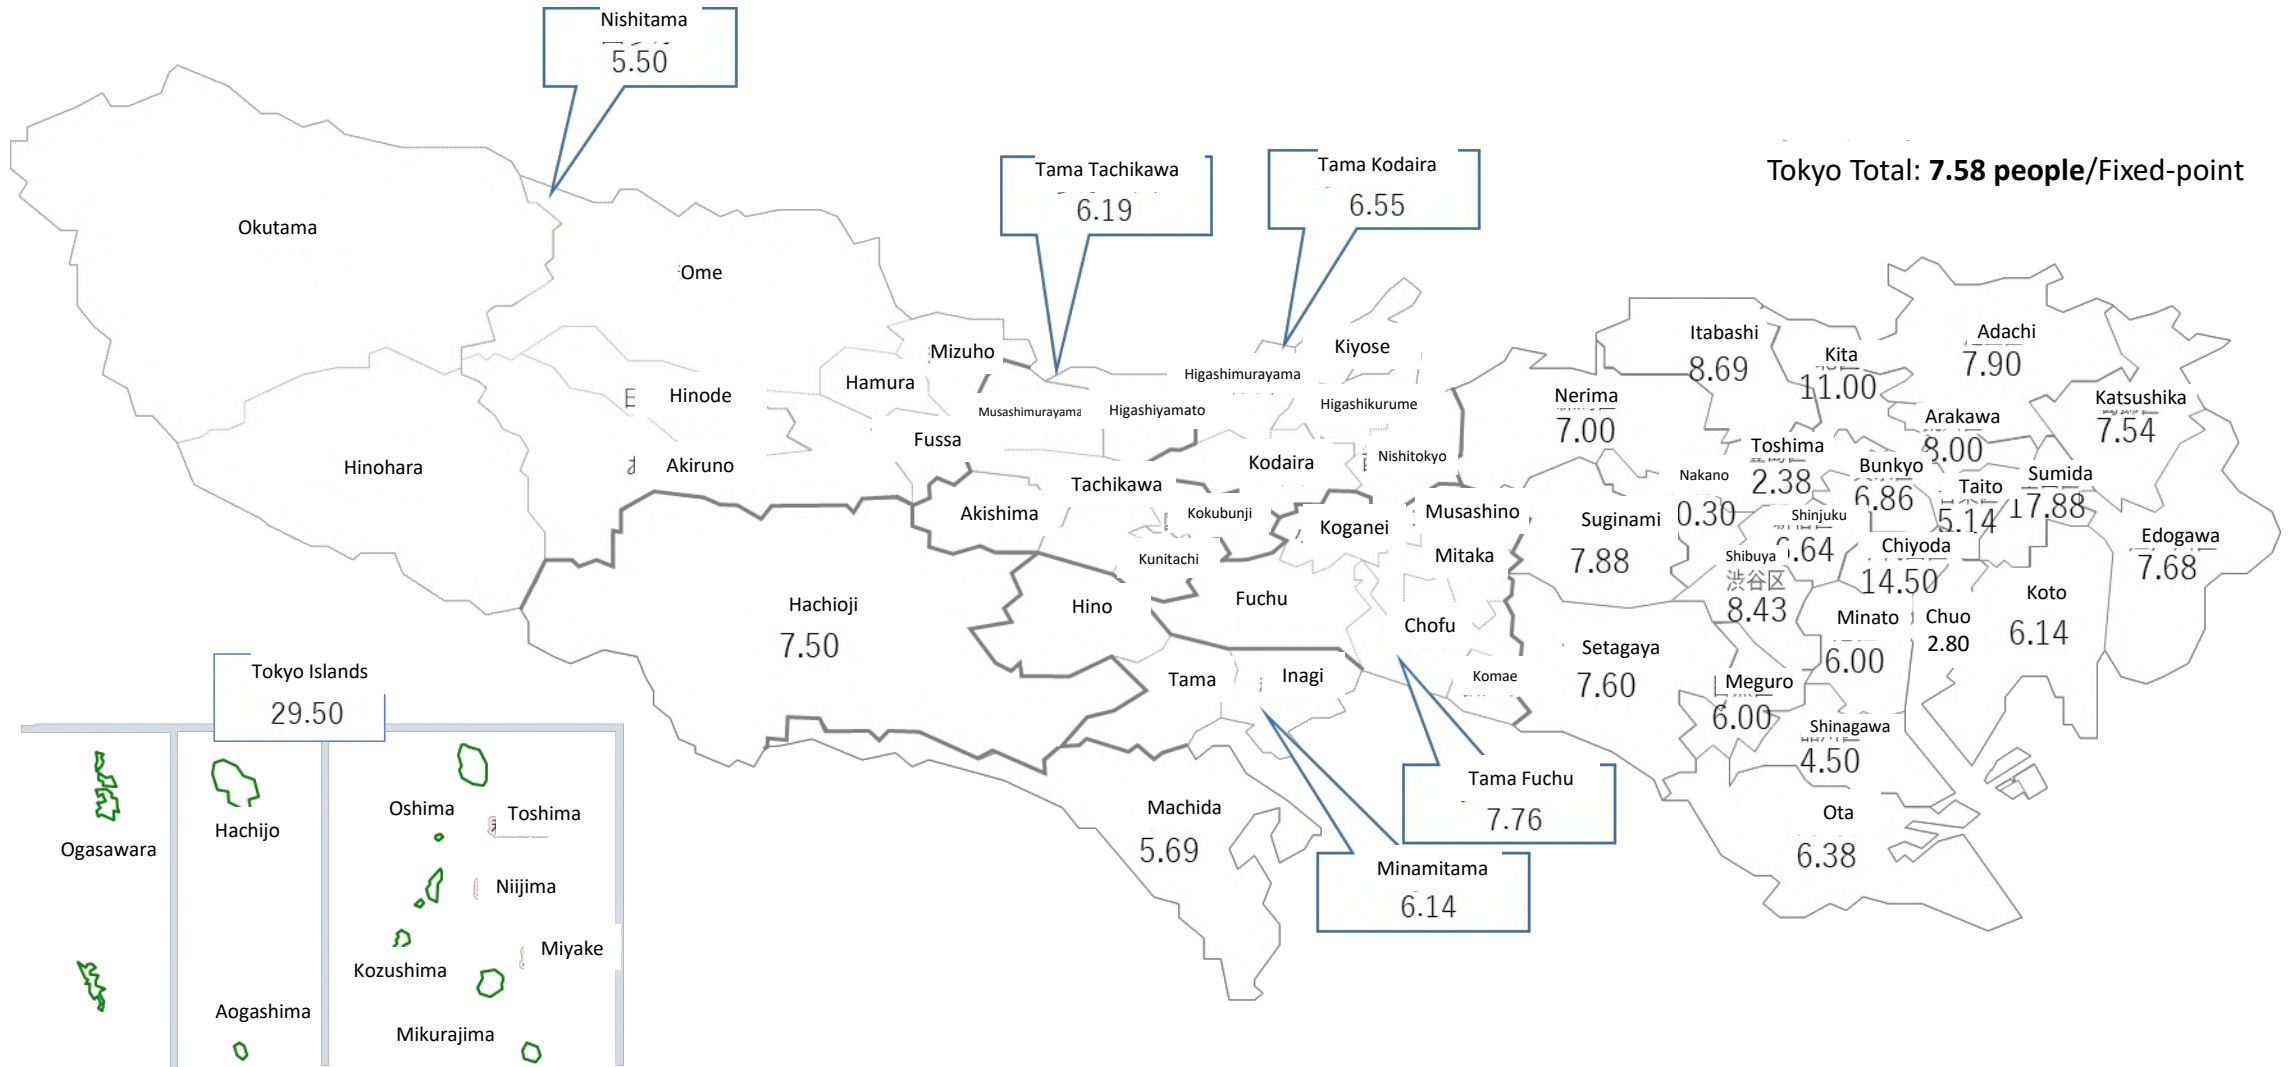 Nishitama
5.50
Tokyo Total: 7.58 people/Fixed-point
Tama Tachikawa
6.19
Tama Kodaira
6.55
Okutama
Ome
Mizuho
Hamura
Hinode
Musashimurayama
Higashiyamato
Higashimurayama
Kiyose
Higashikurume
Fussa
Hinohara
Akiruno
Kodaira
Nishitokyo
Tachikawa
Akishima
Kokubunji
Koganei
Musashino
Mitaka
Kunitachi
Hachioji
7.50
Hino
Fuchu
Chofu
Tama
Inagi
Komae
Itabashi
8.69
Kita
11.00
Adachi
7.90
Nerima
7.00
Arakawa
8.00
Katsushika
7.54
Toshima
2.38
Bunkyo
6.86
Nakano
0.30
Taito
5.14
Sumida
17.88
Suginami
7.88
Shinjuku
6.64
Chiyoda
14.50
Edogawa
7.68
Shibuya
渋谷区
8.43
Minato
6.00
Chuo
2.80
Koto
6.14
Setagaya
7.60
Meguro
6.00
Shinagawa
4.50
Ota
6.38
Tama Fuchu
7.76
Minamitama
6.14
Machida
5.69
Tokyo Islands
29.50
Ogasawara
Hachijo
Oshima
Toshima
Niijima
Miyake
Kozushima
Aogashima
Mikurajima